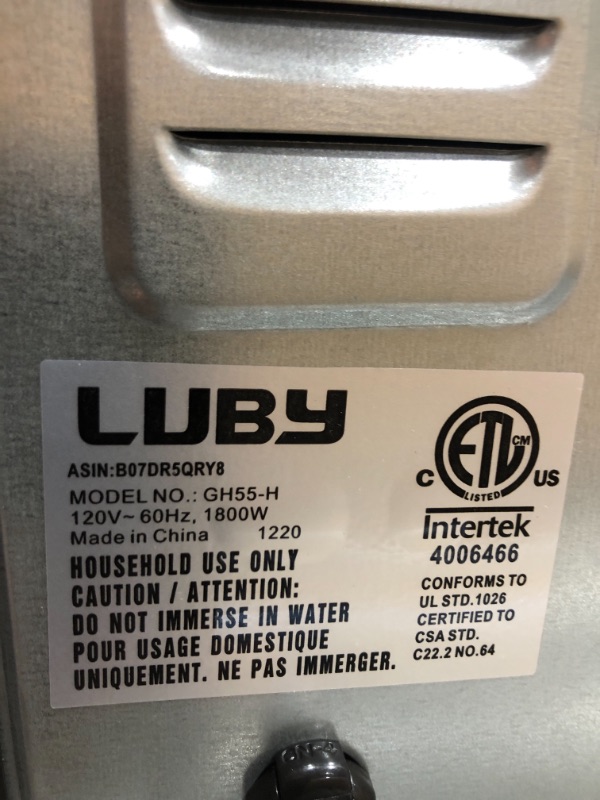 LUBY
ASIN:B07DR5QRY8
MODEL NO.: GH55-H
120V~ 60Hz, 1800W
Made in China 1220
HOUSEHOLD USE ONLY
CAUTION / ATTENTION:
DO NOT IMMERSE IN WATER
POUR USAGE DOMESTIQUE
UNIQUEMENT. NE PAS IMMERGER.
ETL CM
C US
LISTED
Intertek
4006466
CONFORMS TO
UL STD.1026
CERTIFIED TO
CSA STD.
C22.2 NO.64